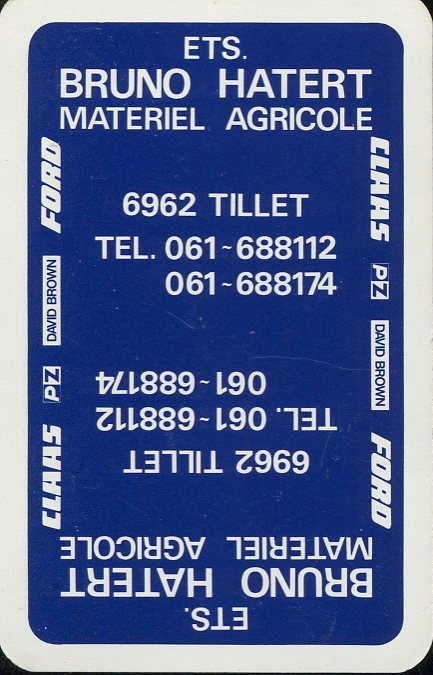 ETS.
BRUNO HATERT
MATERIEL AGRICOLE
6962 TILLET
TEL. 061~688112
061~688174
FORD
DAVID BROWN
PZ
CLAAS
CLAAS
PZ
DAVID BROWN
FORD
ETS.
BRUNO HATERT
MATERIEL AGRICOLE
6962 TILLET
TEL. 061~688112
061~688174